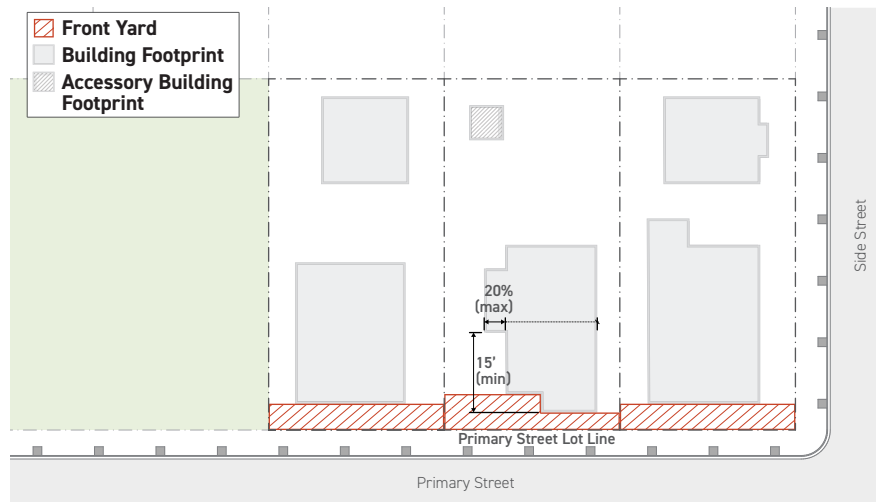 Front Yard
Building Footprint
Accessory Building
Footprint
Side Street
20%
(max)
15'
(min)
Primary Street Lot Line
Primary Street